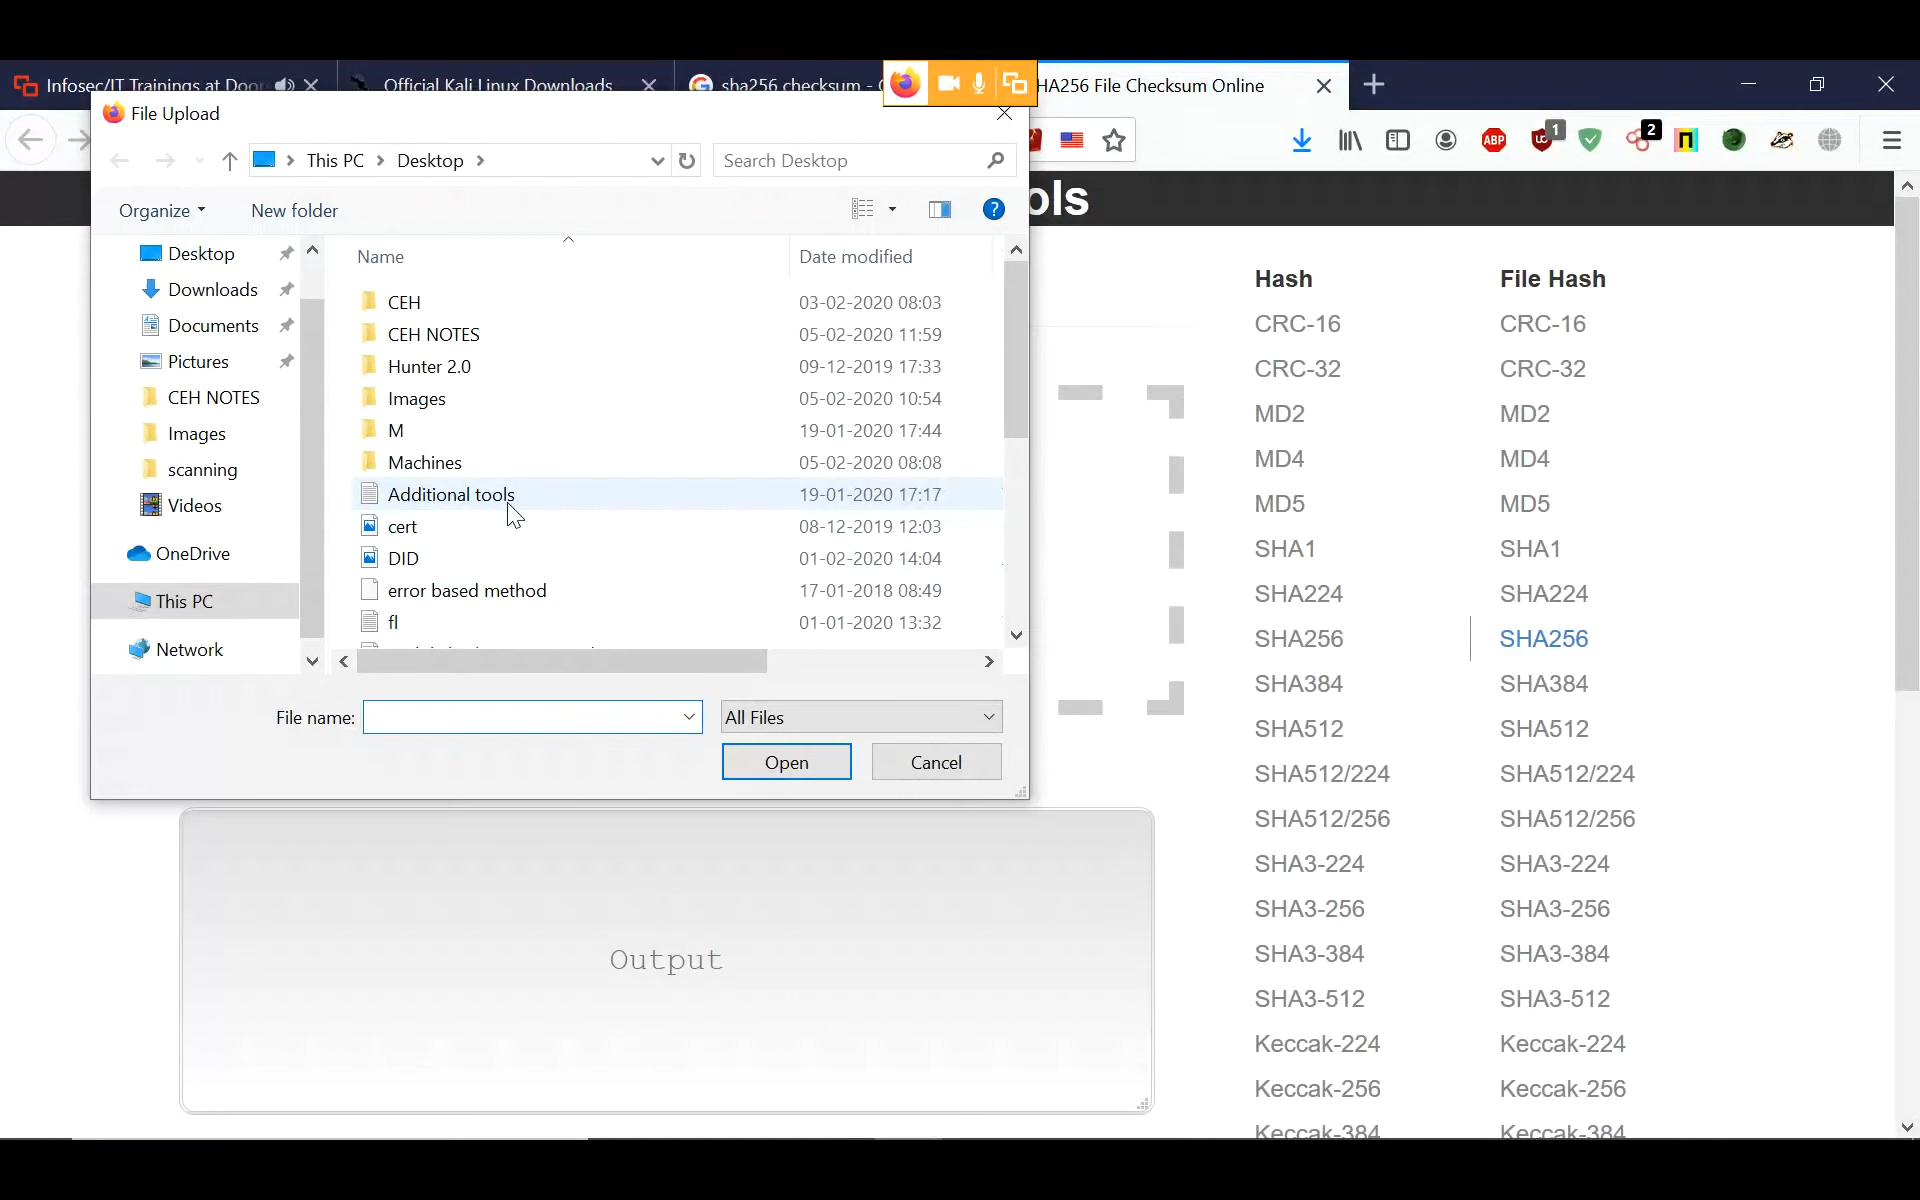 Infosec/IT Trainings at Door
Official Kali Linux Downloads
sha256 checksum -
HA256 File Checksum Online
File Upload
This PC
Desktop
Search Desktop
ABP
1
2
ols
Organize
New folder
Desktop
Downloads
Documents
Pictures
CEH NOTES
Images
scanning
Videos
OneDrive
This PC
Network
Name
Date modified
CEH
03-02-2020 08:03
CEH NOTES
05-02-2020 11:59
Hunter 2.0
09-12-2019 17:33
Images
05-02-2020 10:54
M
19-01-2020 17:44
Machines
05-02-2020 08:08
Additional tools
19-01-2020 17:17
cert
08-12-2019 12:03
DID
01-02-2020 14:04
error based method
17-01-2018 08:49
fl
01-01-2020 13:32
File name:
All Files
Open
Cancel
Output
Hash
CRC-16
CRC-32
MD2
MD4
MD5
SHA1
SHA224
SHA256
SHA384
SHA512
SHA512/224
SHA512/256
SHA3-224
SHA3-256
SHA3-384
SHA3-512
Keccak-224
Keccak-256
Keccak-384
File Hash
CRC-16
CRC-32
MD2
MD4
MD5
SHA1
SHA224
SHA256
SHA384
SHA512
SHA512/224
SHA512/256
SHA3-224
SHA3-256
SHA3-384
SHA3-512
Keccak-224
Keccak-256
Keccak-384